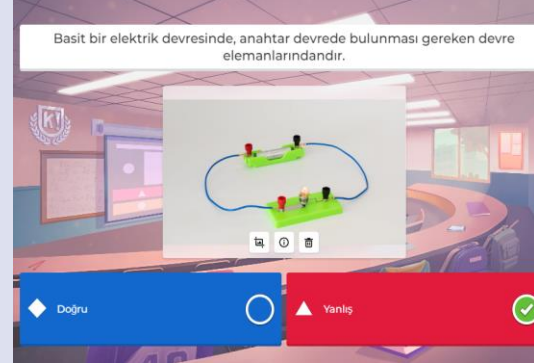 Basit bir elektrik devresinde, anahtar devrede bulunması gereken devre
elemanlarındandır.
K!
Doğru
Yanlış